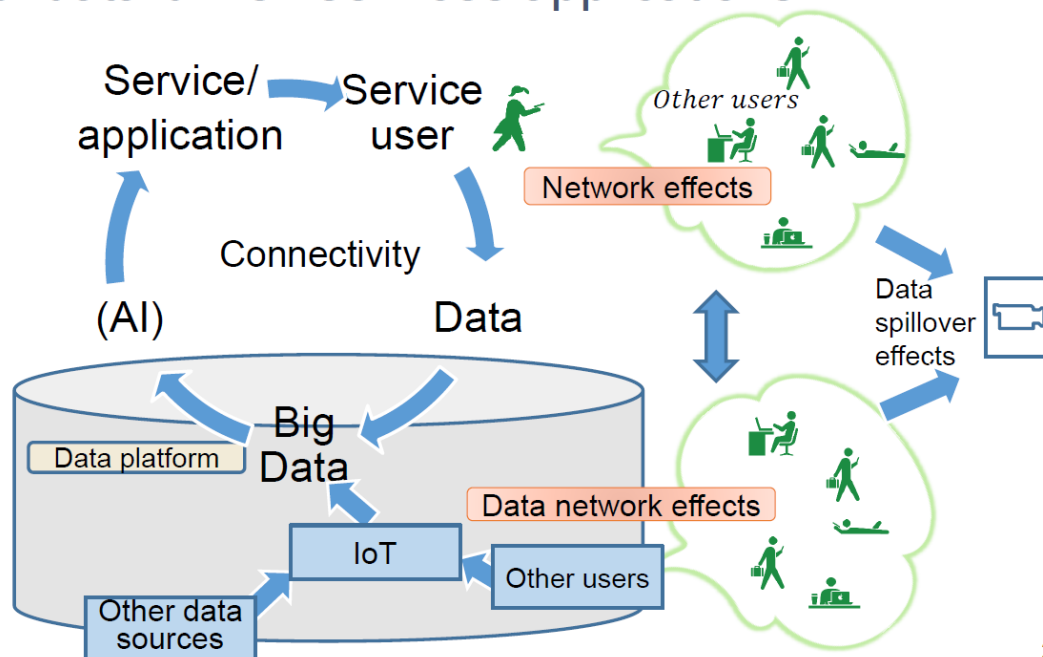 Service/
application
Service
user
Other users
Network effects
Connectivity
(AI)
Data
Data
spillover
effects
Big
Data
Data platform
Data network effects
IoT
Other users
Other data
sources